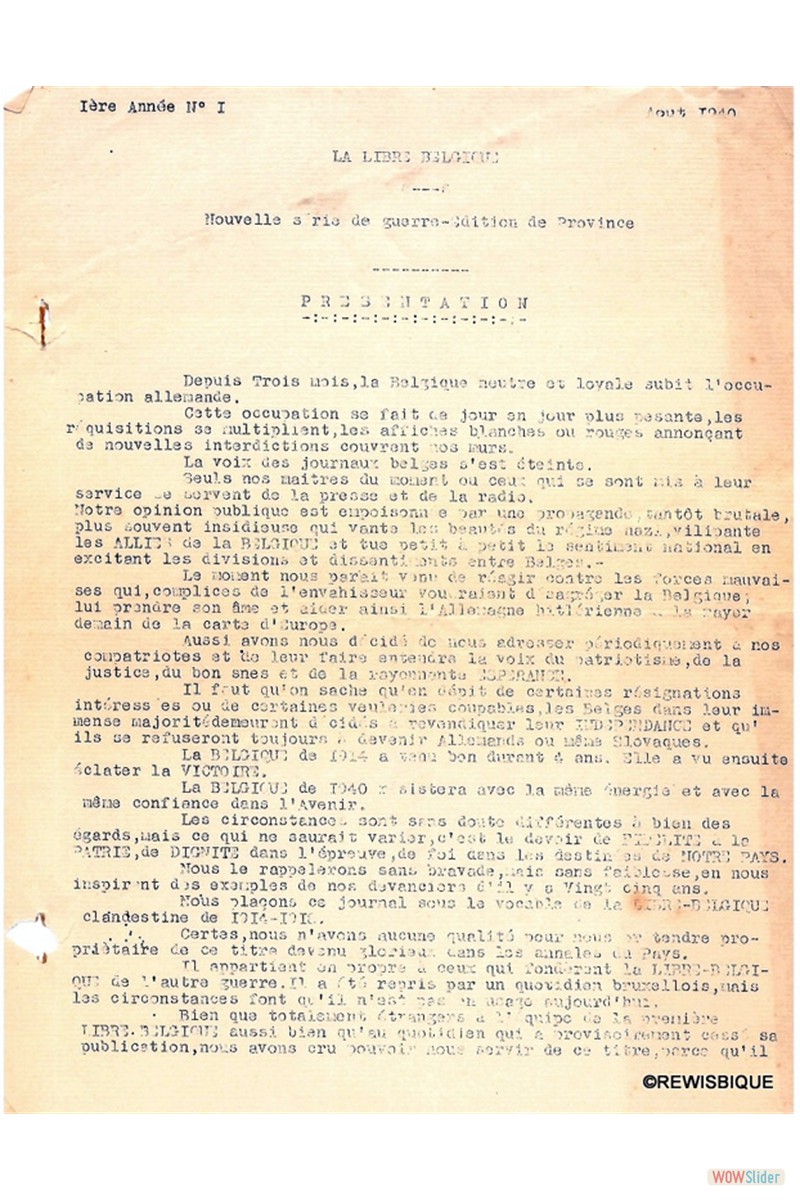 Ière Année N° I
Août 1940
LA LIBRE BELGIQUE
Nouvelle série de guerre-Edition de Province
----------
P R E S E N T A T I O N
-:-:-:-:-:-:-:-:-:-:-
Depuis Trois mois,la Belgique neutre et loyale subit l'occu-
pation allemande.
Cette occupation se fait de jour en jour plus pesante,les
réquisitions se multiplient,les affiches blanches ou rouges annonçant
de nouvelles interdictions couvrent nos murs.
La voix des journaux belges s'est éteinte.
Seuls nos maîtres du moment ou ceux qui se sont mis à leur
service se servent de la presse et de la radio.
Notre opinion publique est empoisonnée par une propagande,tantôt brutale,
plus souvent insidieuse qui vante les beautés du régime nazi,vilipante
les ALLIES de la BELGIQUE et tue petit à petit le sentiment national en
excitant les divisions et dissentiments entre Belges.-
Le moment nous paraît venu de réagir contre les forces mauvai-
ses qui,complices de l'envahisseur voudraient désagréger la Belgique;
lui prendre son âme et aider ainsi l'Allemagne hitlérienne à la rayer
demain de la carte d'Europe.
Aussi avons nous décidé de nous adresser périodiquement à nos
compatriotes et de leur faire entendre la voix du patriotisme,de la
justice,du bon snes et de la rayonnante ESPERANCE.
Il faut qu'on sache qu'en dépit de certaines résignations
intéressées ou de certaines veuleries coupables,les Belges dans leur im-
mense majoritédemeurent décidés à revendiquer leur INDEPENDANCE et qu'
ils se refuseront toujours à devenir Allemands ou même Slovaques.
La BELGIQUE de 1914 a tenu bon durant 4 ans. Elle a vu ensuite
éclater la VICTOIRE.
La BELGIQUE de 1940 résistera avec la même énergie et avec la
même confiance dans l'Avenir.
Les circonstances sont sans doute différentes à bien des
égards,mais ce qui ne saurait varier,c'est le devoir de FIDELITE à la
PATRIE,de DIGNITE dans l'épreuve,de foi dans les destinées de NOTRE PAYS.
Nous le rappelerons sans bravade,mais sans faiblesse,en nous
inspirant des exemples de nos devanciers d'il y a Vingt cinq ans.
Nous plaçons ce journal sous le vocable de la LIBRE-BELGIQUE
clandestine de 1914-1918.
Certes,nous n'avons aucune qualité pour nous prétendre pro-
priétaire de ce titre devenu glorieux dans les annales du Pays.
Il appartient en propre à ceux qui fondèrent la LIBRE-BELGI-
QUE de l'autre guerre.Il a été repris par un quotidien bruxellois,mais
les circonstances font qu'il n'est pas en usage aujourd'hui.
Bien que totalement étrangers à l'équipe de la première
LIBRE-BELGIQUE aussi bien qu'au quotidien qui a provisoirement cessé sa
publication,nous avons cru pouvoir nous servir de ce titre,parce qu'il
©REWISBIQUE
WOWSlider